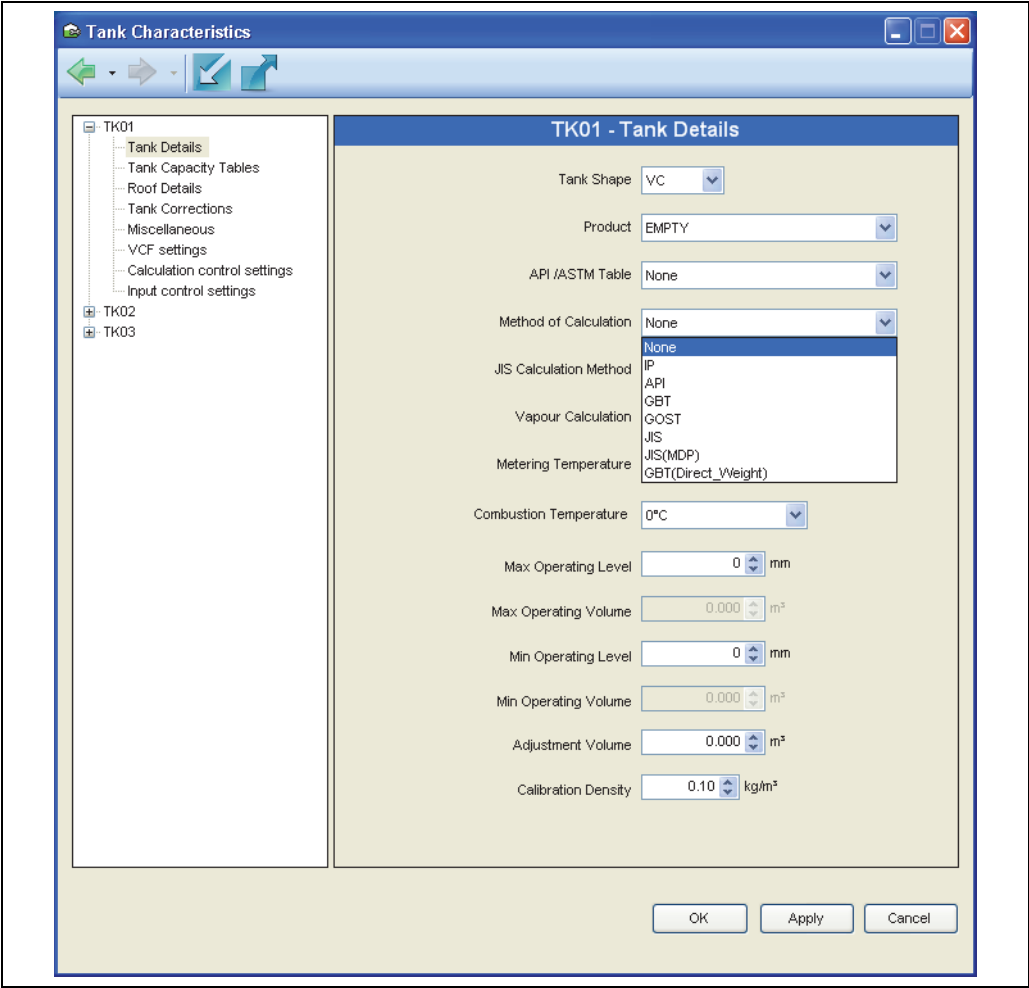 Tank Characteristics
TK01
Tank Details
Tank Capacity Tables
Roof Details
Tank Corrections
Miscellaneous
VCF settings
Calculation control settings
Input control settings
TK02
TK03
TK01 - Tank Details
Tank Shape VC
Product EMPTY
API /ASTM Table None
Method of Calculation None
None
IP
API
GBT
GOST
JIS
JIS(MDP)
GBT(Direct_Weight)
JIS Calculation Method
Vapour Calculation
Metering Temperature
Combustion Temperature 0°C
Max Operating Level 0 mm
Max Operating Volume 0.000 m³
Min Operating Level 0 mm
Min Operating Volume 0.000 m³
Adjustment Volume 0.000 m³
Calibration Density 0.10 kg/m³
OK Apply Cancel